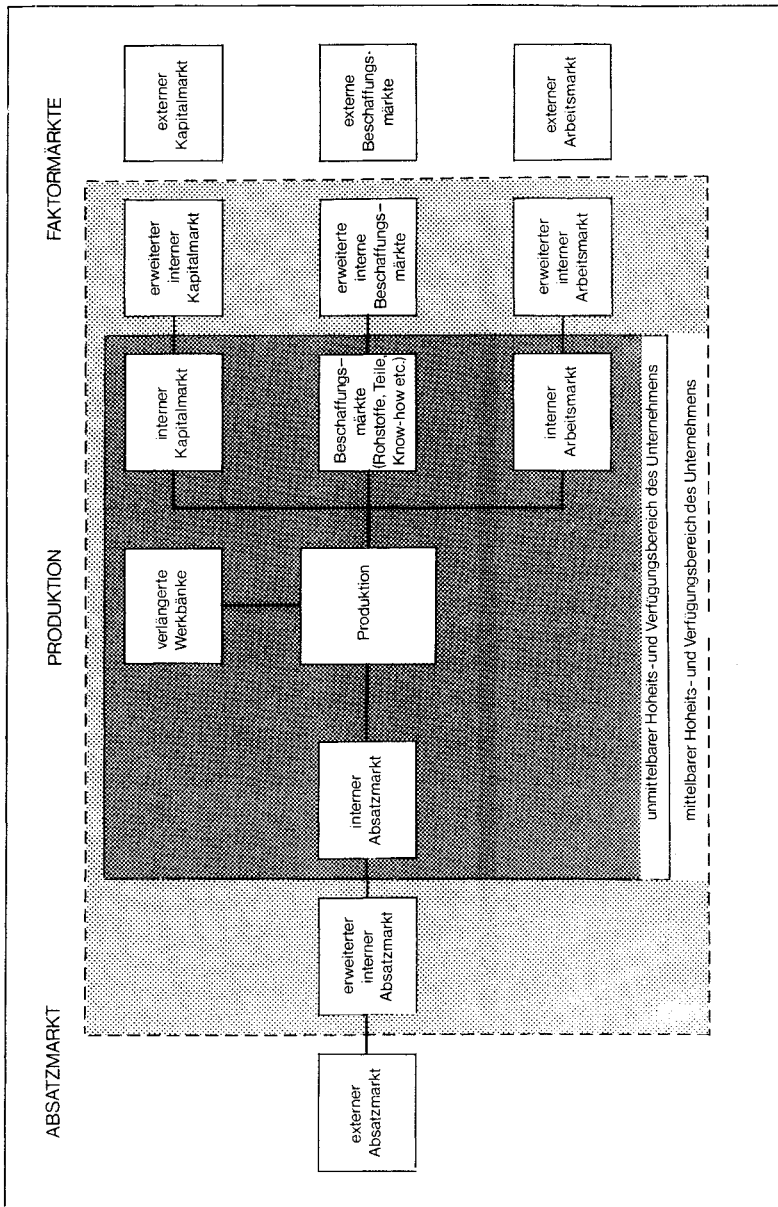 ABSATZMARKT
PRODUKTION
FAKTORMÄRKTE
externer
Absatzmarkt
erweiterter
interner
Absatzmarkt
interner
Absatzmarkt
verlängerte
Werkbänke
Produktion
interner
Kapitalmarkt
Beschaffungs-
märkte
(Rohstoffe, Teile,
Know-how etc.)
interner
Arbeitsmarkt
erweiterter
interner
Kapitalmarkt
erweiterte
interne
Beschaffungs-
märkte
erweiterter
interner
Arbeitsmarkt
externer
Kapitalmarkt
externe
Beschaffungs-
märkte
externer
Arbeitsmarkt
unmittelbarer Hoheits- und Verfügungsbereich des Unternehmens
mittelbarer Hoheits- und Verfügungsbereich des Unternehmens